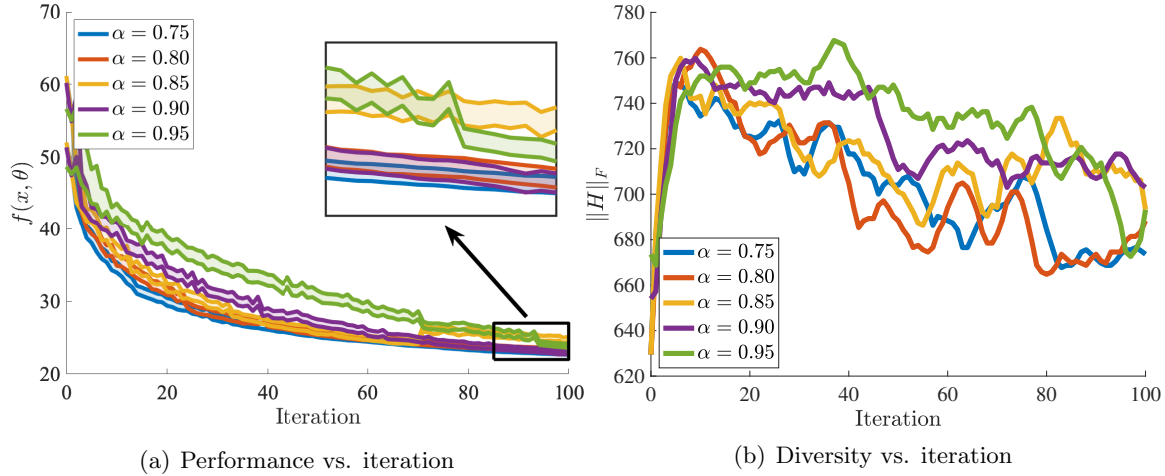 70
60
50
40
30
20
f(x, θ)
α = 0.75
α = 0.80
α = 0.85
α = 0.90
α = 0.95
0 20 40 60 80 100
Iteration
(a) Performance vs. iteration
780
760
740
720
700
680
660
640
620
‖H‖_F
α = 0.75
α = 0.80
α = 0.85
α = 0.90
α = 0.95
0 20 40 60 80 100
Iteration
(b) Diversity vs. iteration